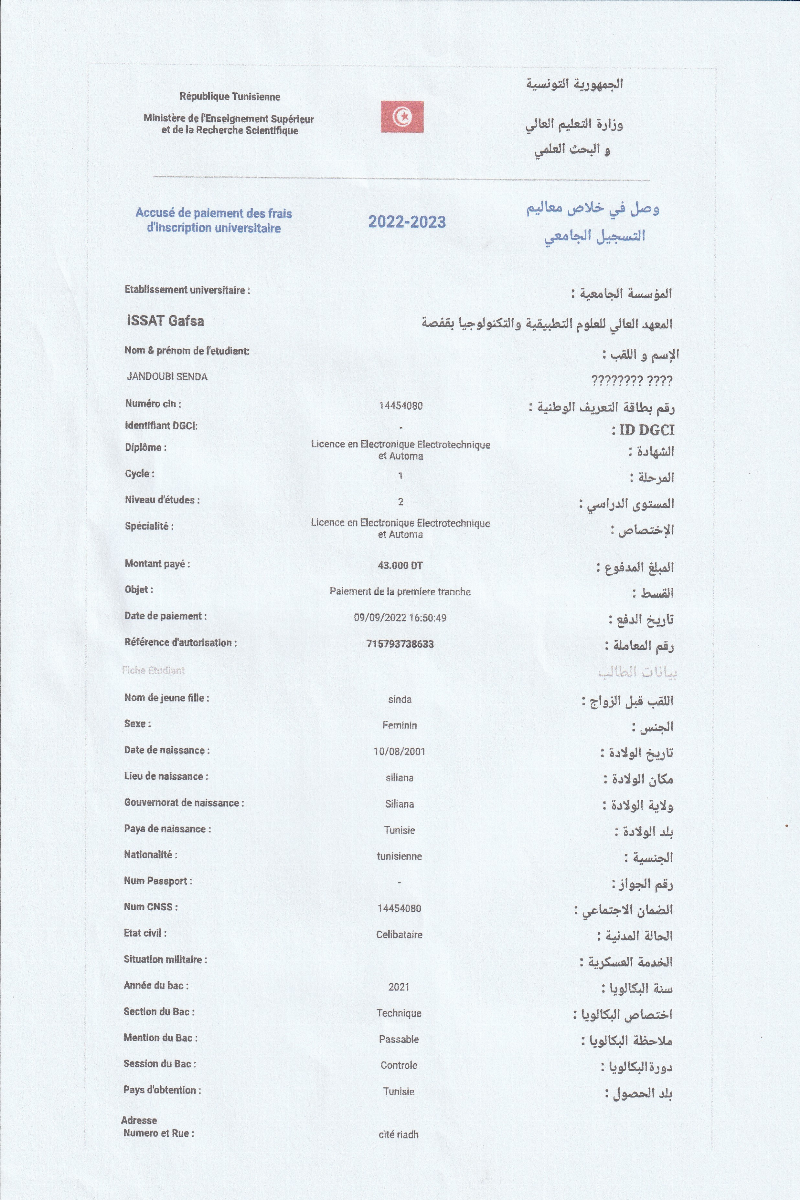 République Tunisienne
الجمهورية التونسية
Ministère de l'Enseignement Supérieur
et de la Recherche Scientifique
وزارة التعليم العالي
و البحث العلمي
Accusé de paiement des frais
d'inscription universitaire
2022-2023
وصل في خلاص معاليم
التسجيل الجامعي
Etablissement universitaire :
المؤسسة الجامعية :
ISSAT Gafsa
المعهد العالي للعلوم التطبيقية والتكنولوجيا بقفصة
Nom & prénom de l'etudiant:
الإسم و اللقب :
JANDOUBI SENDA
???????? ????
Numéro cin : 14454080 رقم بطاقة التعريف الوطنية :
Identifiant DGCI: - ID DGCI :
Diplôme : Licence en Electronique Electrotechnique
et Automa الشهادة :
Cycle : 1 المرحلة :
Niveau d'études : 2 المستوى الدراسي :
Spécialité : Licence en Electronique Electrotechnique
et Automa الإختصاص :
Montant payé : 43.000 DT المبلغ المدفوع :
Objet : Paiement de la premiere tranche القسط :
Date de paiement : 09/09/2022 16:50:49 تاريخ الدفع :
Référence d'autorisation : 715793738633 رقم المعاملة :
Fiche Etudiant بيانات الطالب
Nom de jeune fille : sinda اللقب قبل الزواج :
Sexe : Feminin الجنس :
Date de naissance : 10/08/2001 تاريخ الولادة :
Lieu de naissance : siliana مكان الولادة :
Gouvernorat de naissance : Siliana ولاية الولادة :
Pays de naissance : Tunisie بلد الولادة :
Nationalité : tunisienne الجنسية :
Num Passport : - رقم الجواز :
Num CNSS : 14454080 الضمان الاجتماعي :
Etat civil : Celibataire الحالة المدنية :
Situation militaire : الخدمة العسكرية :
Année du bac : 2021 سنة البكالويا :
Section du Bac : Technique اختصاص البكالويا :
Mention du Bac : Passable ملاحظة البكالويا :
Session du Bac : Controle دورة البكالويا :
Pays d'obtention : Tunisie بلد الحصول :
Adresse
Numero et Rue : cité riadh